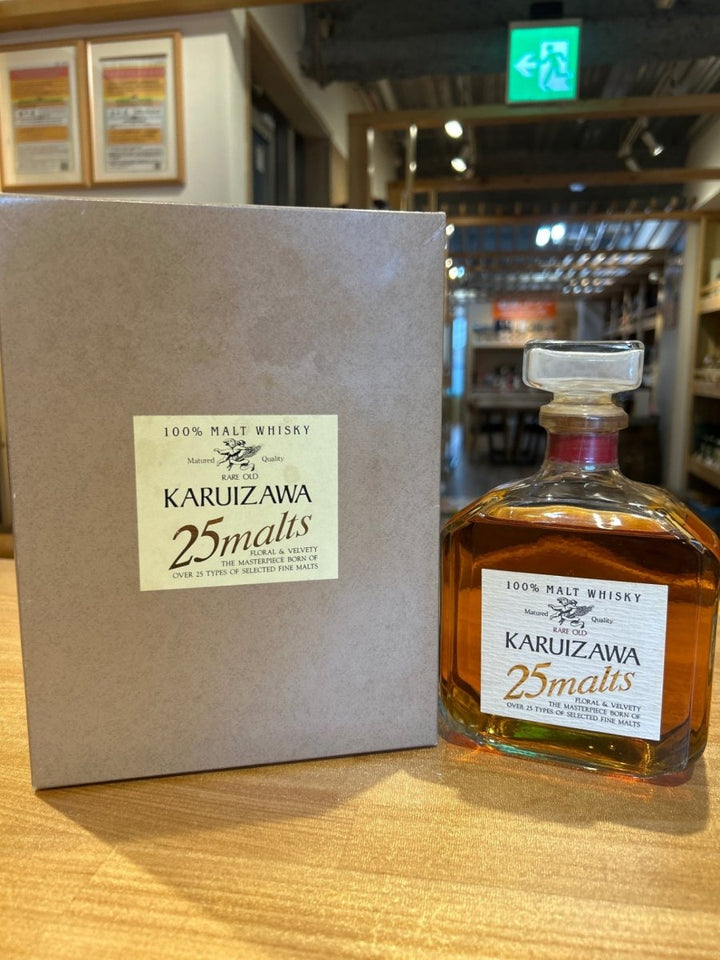 100% MALT WHISKY
Matured Quality
RARE OLD
KARUIZAWA
25malts
FLORAL & VELVETY
THE MASTERPIECE BORN OF
OVER 25 TYPES OF SELECTED FINE MALTS
100% MALT WHISKY
Matured Quality
RARE OLD
KARUIZAWA
25malts
FLORAL & VELVETY
THE MASTERPIECE BORN OF
OVER 25 TYPES OF SELECTED FINE MALTS